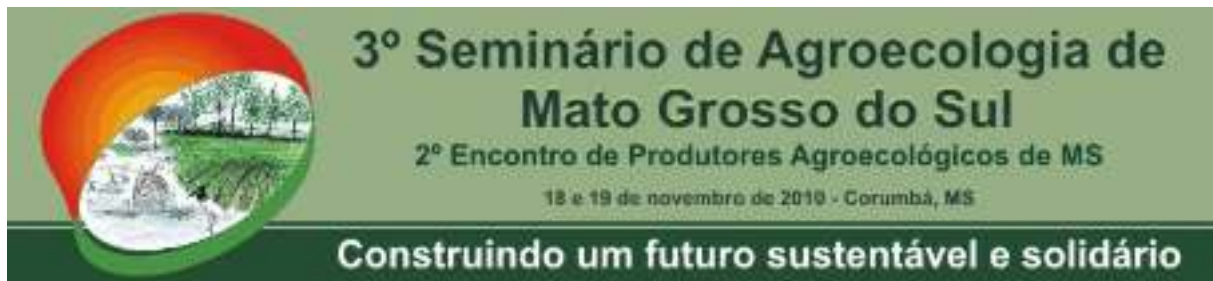 3º Seminário de Agroecologia de
Mato Grosso do Sul
2º Encontro de Produtores Agroecológicos de MS
18 e 19 de novembro de 2010 - Corumbá, MS
Construindo um futuro sustentável e solidário